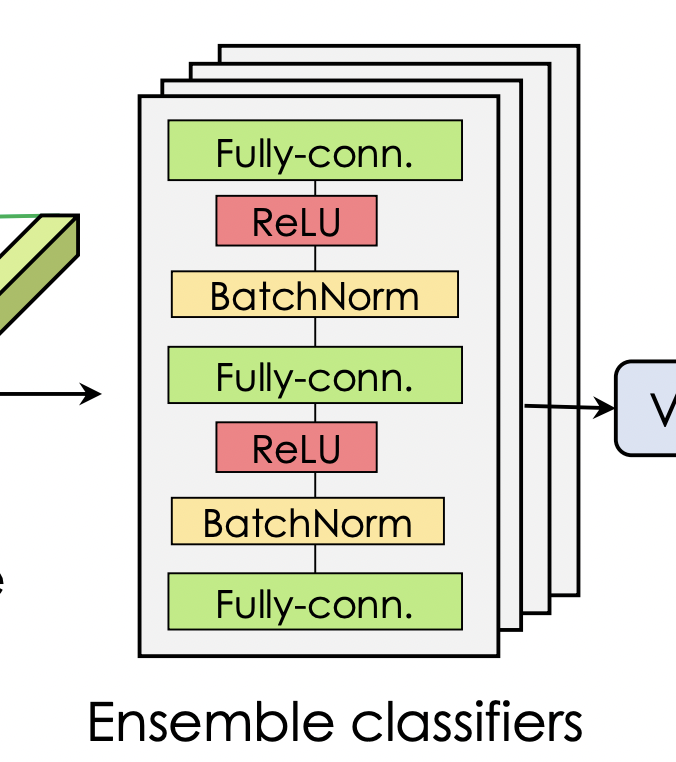 Fully-conn.
ReLU
BatchNorm
Fully-conn.
ReLU
BatchNorm
Fully-conn.
Ensemble classifiers